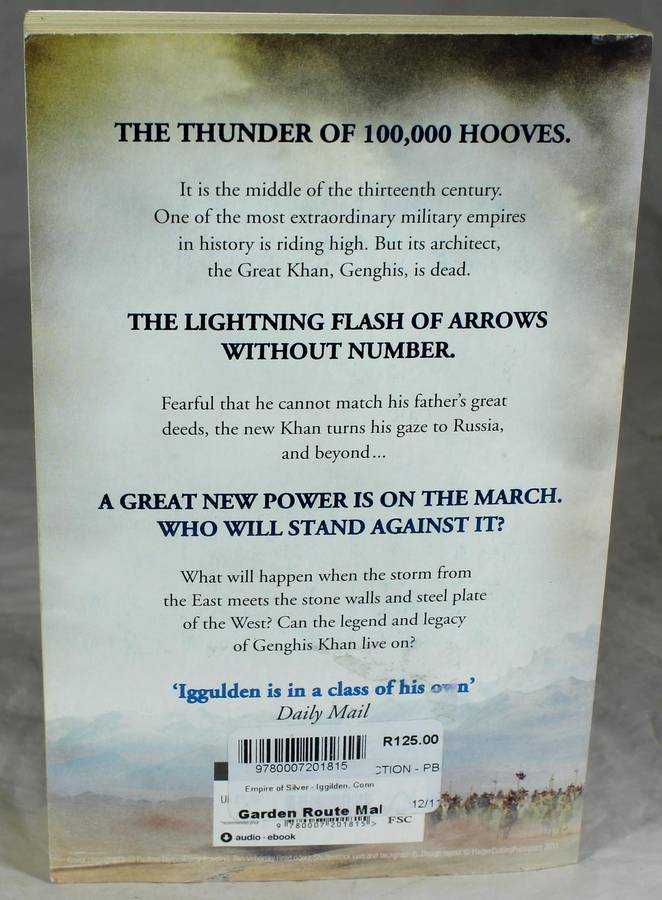 THE THUNDER OF 100,000 HOOVES.
It is the middle of the thirteenth century.
One of the most extraordinary military empires
in history is riding high. But its architect,
the Great Khan, Genghis, is dead.
THE LIGHTNING FLASH OF ARROWS
WITHOUT NUMBER.
Fearful that he cannot match his father's great
deeds, the new Khan turns his gaze to Russia,
and beyond...
A GREAT NEW POWER IS ON THE MARCH.
WHO WILL STAND AGAINST IT?
What will happen when the storm from
the East meets the stone walls and steel plate
of the West? Can the legend and legacy
of Genghis Khan live on?
'Iggulden is in a class of his own'
Daily Mail
R125.00
9780007201815
CTION - PB
Empire of Silver - Iggilden, Conn
Garden Route Mal
12/11
9 780007 201815 >
FSC
audio · ebook